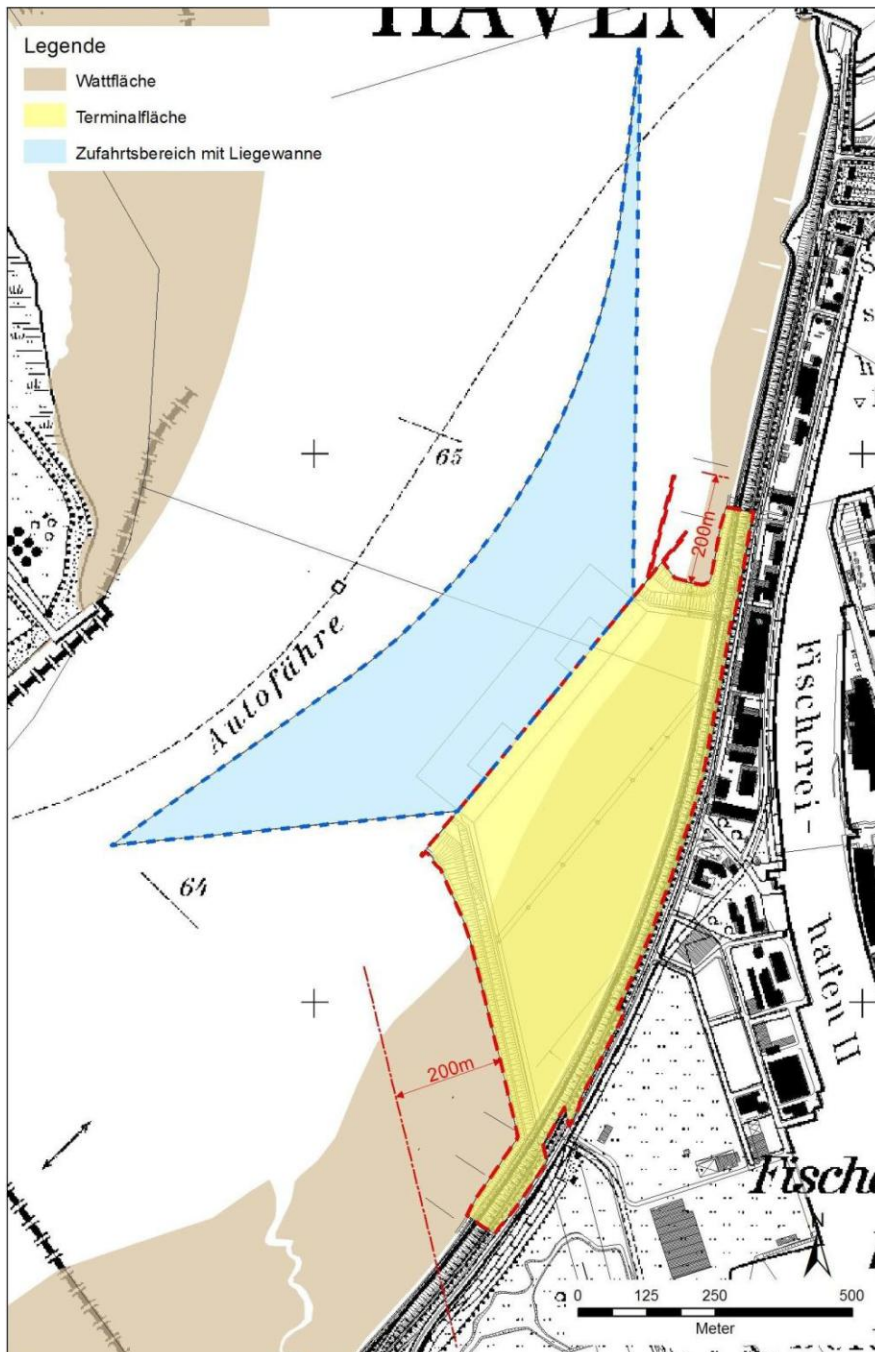 HAVEN
Legende
Wattfläche
Terminalfläche
Zufahrtsbereich mit Liegewanne
65
200m
Autofähre
Fischerei-
hafen II
64
200m
N
0 125 250 500
Meter